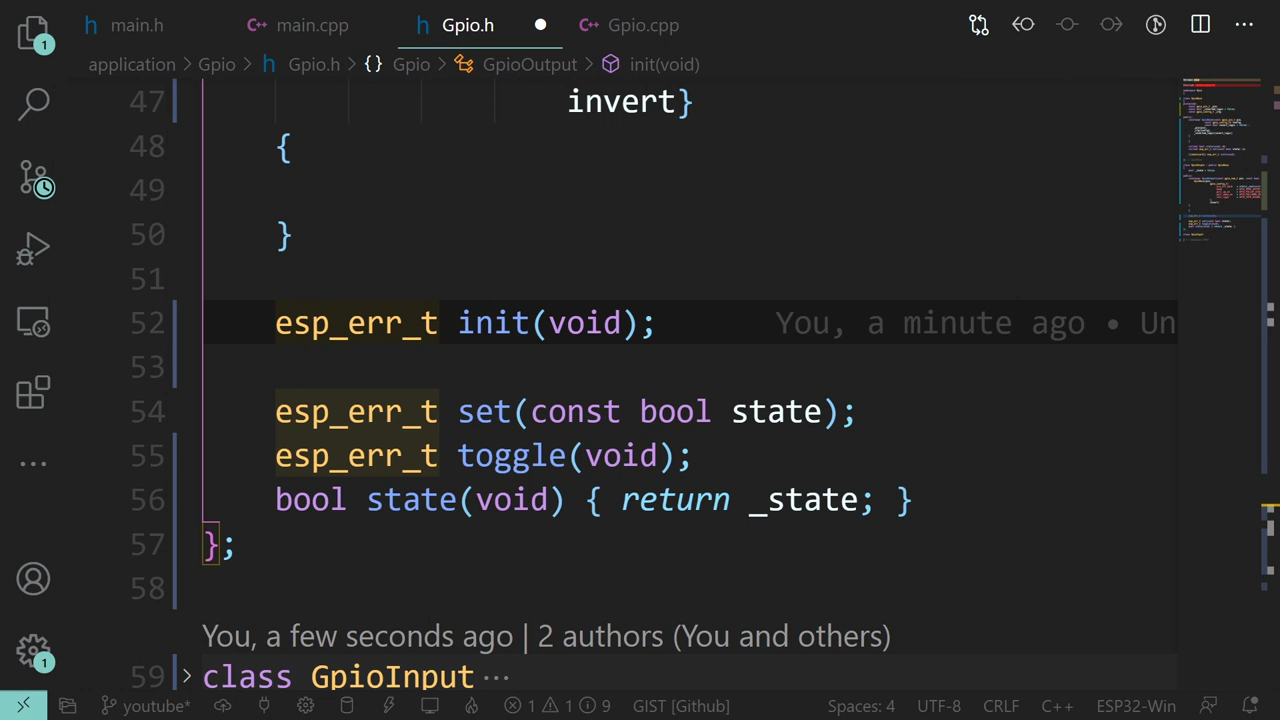 main.h main.cpp Gpio.h Gpio.cpp
application > Gpio > Gpio.h > {} Gpio > GpioOutput > init(void)
47 invert}
48 {
49
50 }
51
52 esp_err_t init(void); You, a minute ago • Un
53
54 esp_err_t set(const bool state);
55 esp_err_t toggle(void);
56 bool state(void) { return _state; }
57 };
58
You, a few seconds ago | 2 authors (You and others)
59 > class GpioInput ···
1
1
youtube* 1 1 9 GIST [Github] Spaces: 4 UTF-8 CRLF C++ ESP32-Win